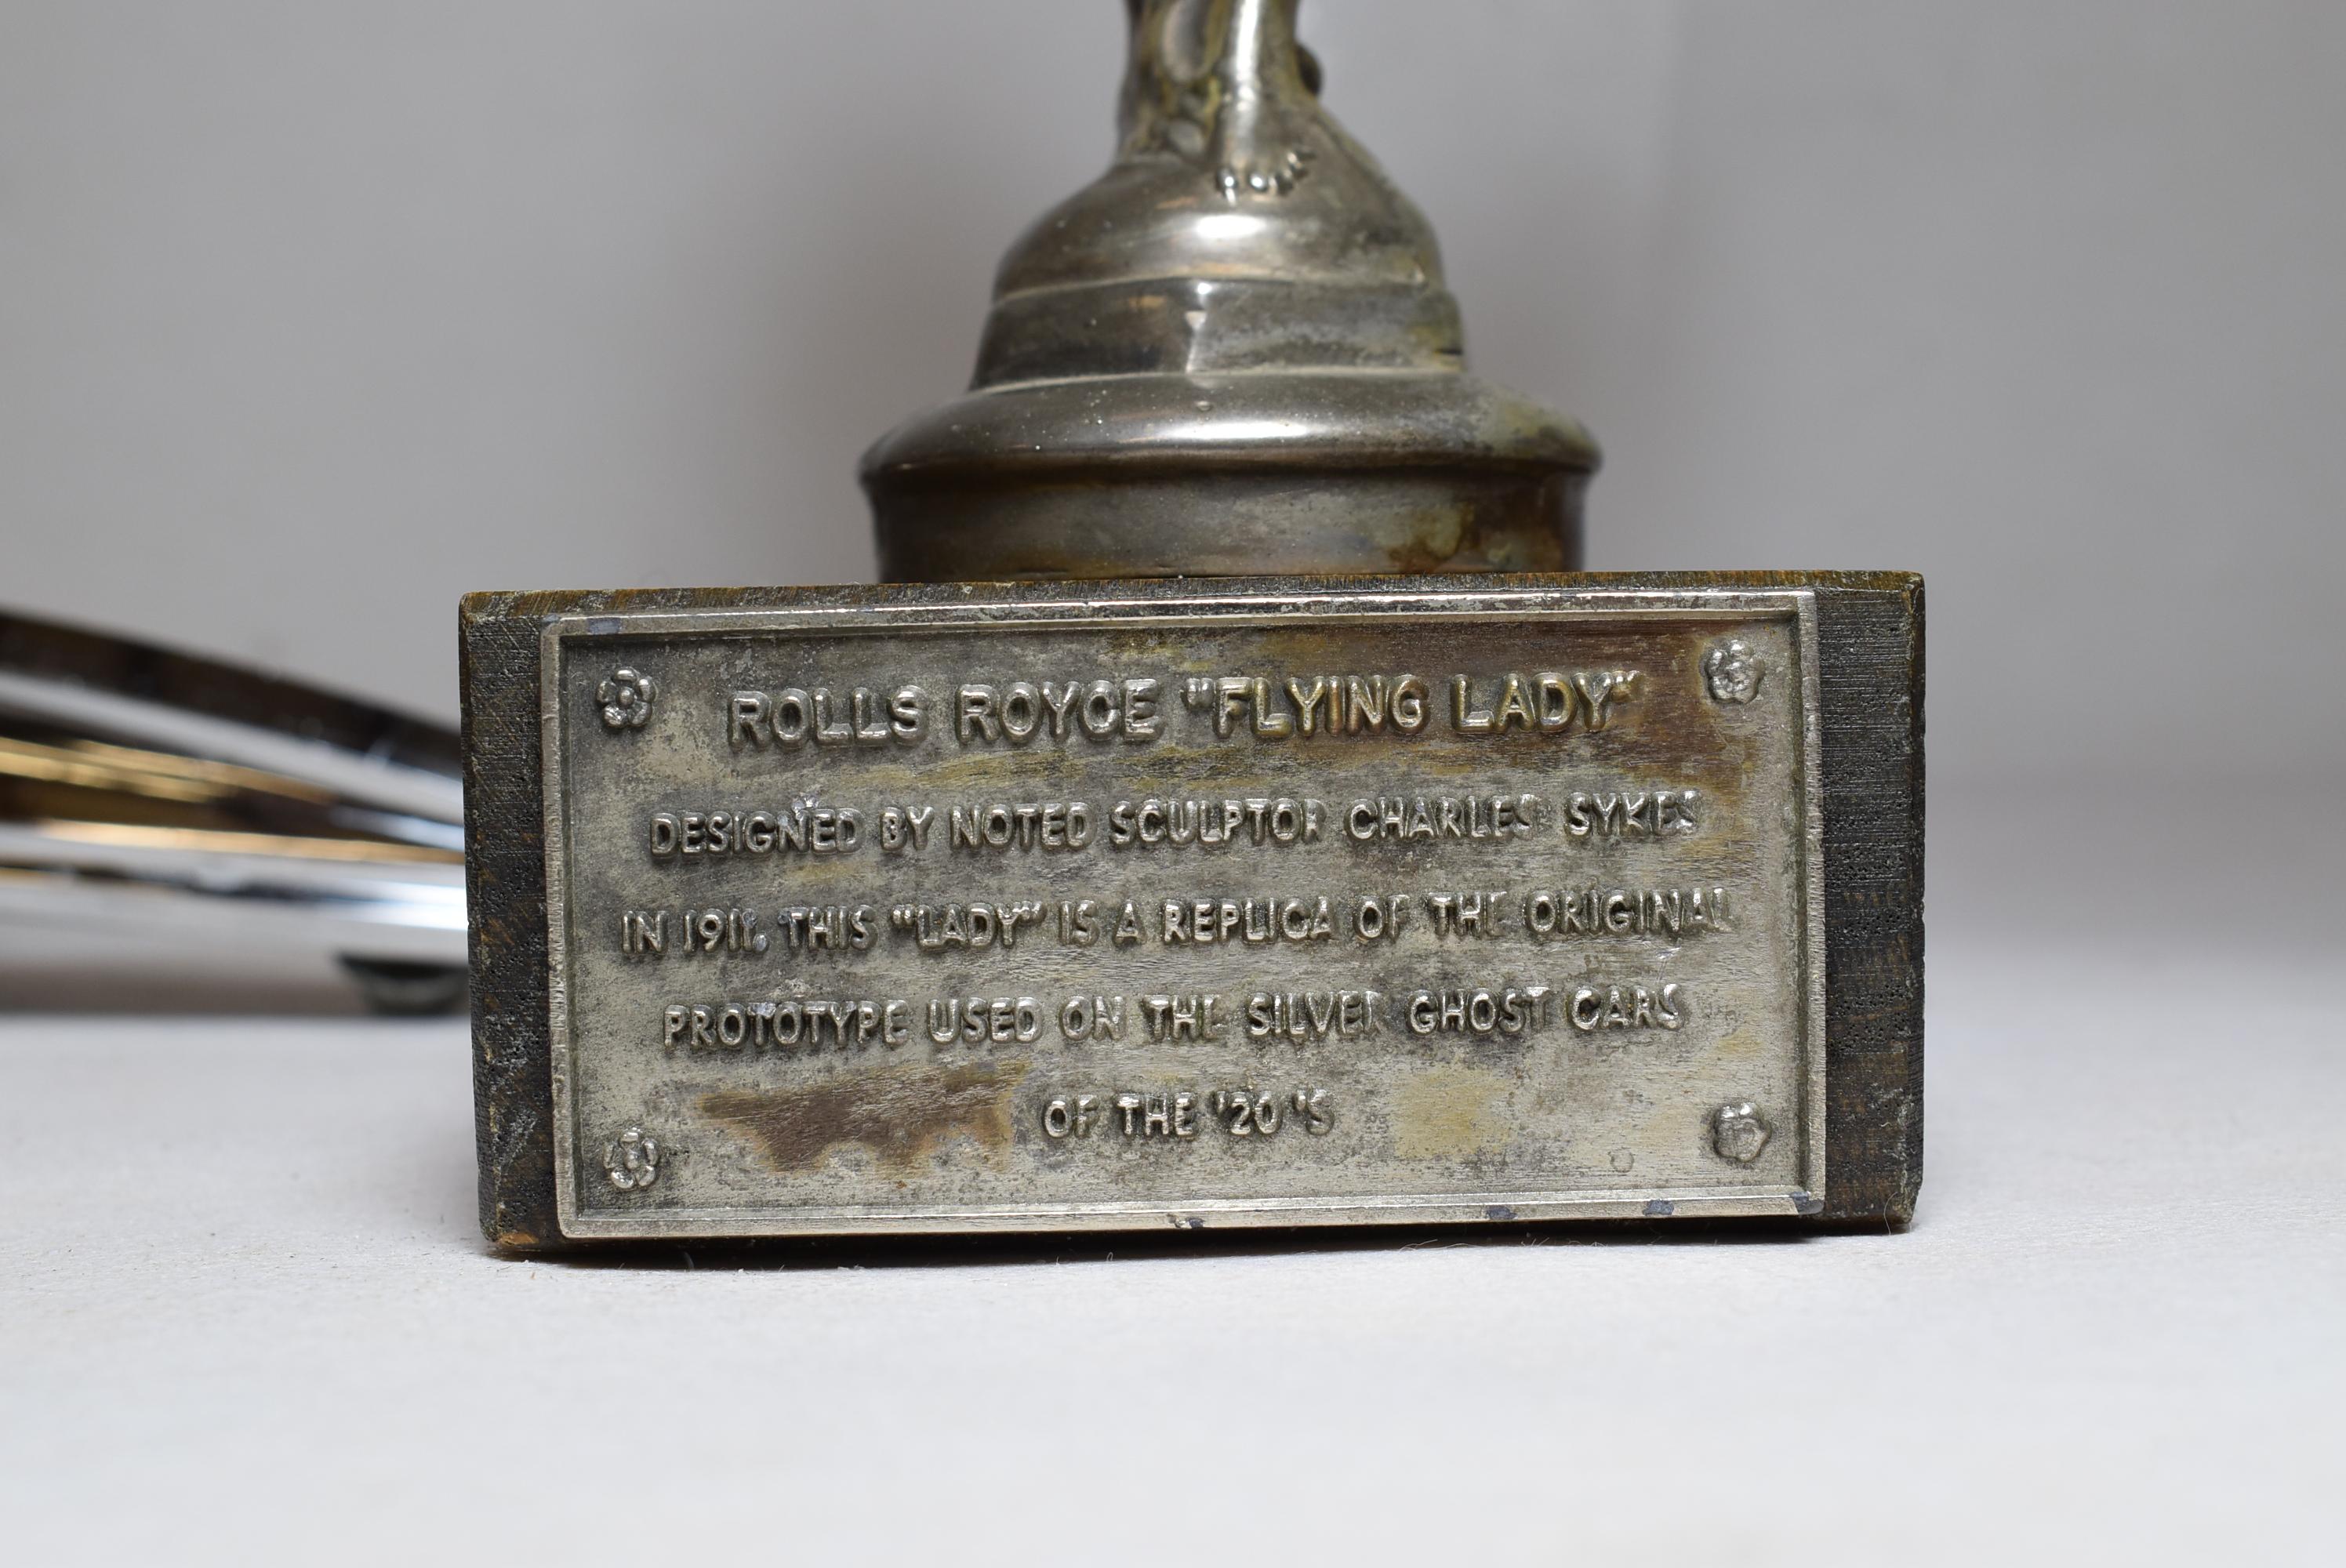 ROLLS ROYCE "FLYING LADY"
DESIGNED BY NOTED SCULPTOR CHARLES SYKES
IN 1911. THIS "LADY" IS A REPLICA OF THE ORIGINAL
PROTOTYPE USED ON THE SILVER GHOST CARS
OF THE '20'S